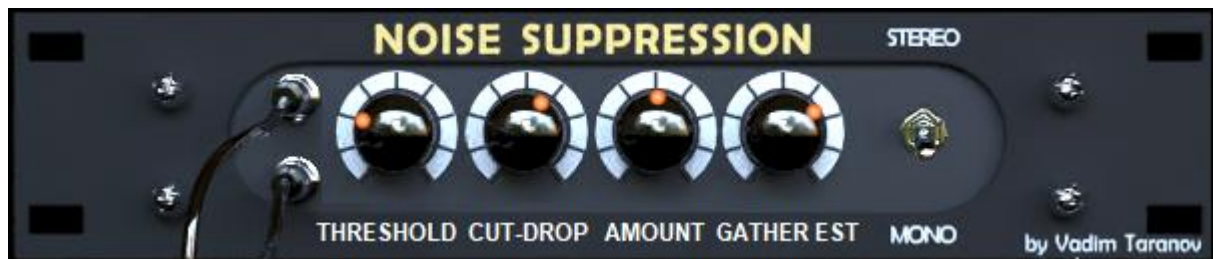 NOISE SUPPRESSION
STEREO
THRESHOLD CUT-DROP AMOUNT GATHER EST
MONO
by Vadim Taranov